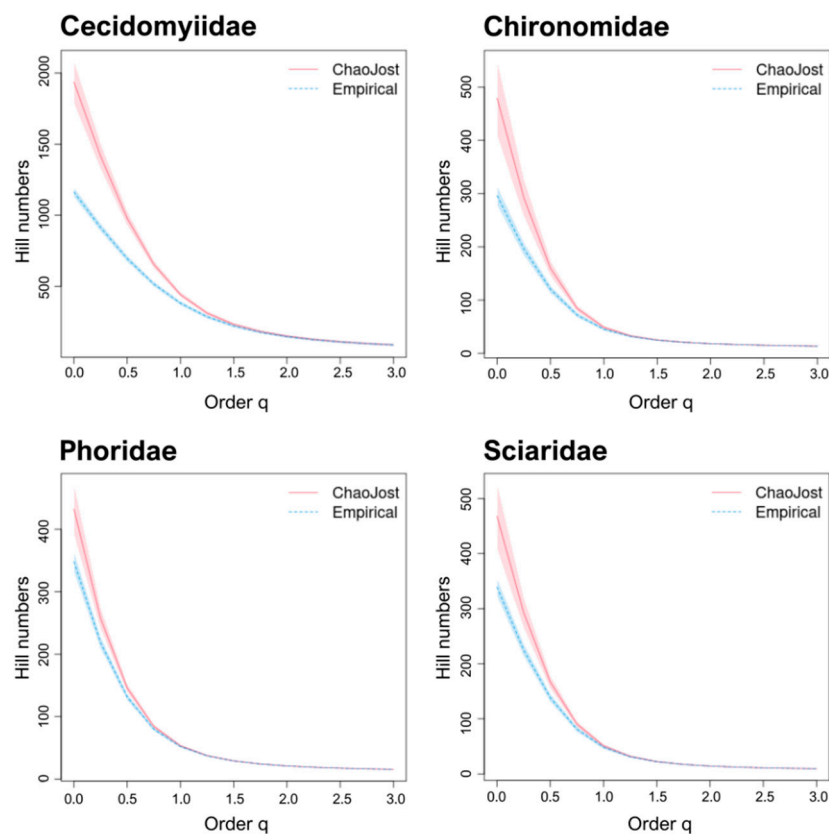 Cecidomyiidae
ChaoJost
Empirical
Hill numbers
2000
1500
1000
500
0.0 0.5 1.0 1.5 2.0 2.5 3.0
Order q
Chironomidae
ChaoJost
Empirical
Hill numbers
500
400
300
200
100
0
0.0 0.5 1.0 1.5 2.0 2.5 3.0
Order q
Phoridae
ChaoJost
Empirical
Hill numbers
400
300
200
100
0
0.0 0.5 1.0 1.5 2.0 2.5 3.0
Order q
Sciaridae
ChaoJost
Empirical
Hill numbers
500
400
300
200
100
0
0.0 0.5 1.0 1.5 2.0 2.5 3.0
Order q